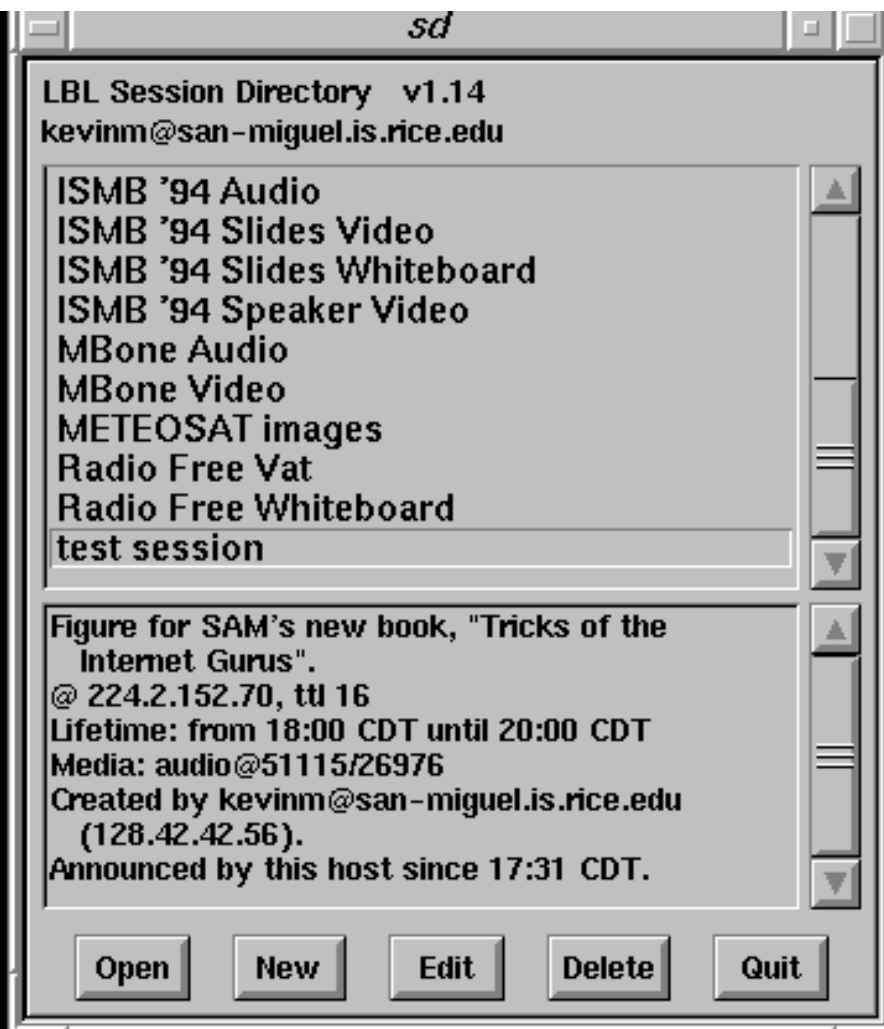 sd
LBL Session Directory v1.14
kevinm@san-miguel.is.rice.edu
ISMB '94 Audio
ISMB '94 Slides Video
ISMB '94 Slides Whiteboard
ISMB '94 Speaker Video
MBone Audio
MBone Video
METEOSAT images
Radio Free Vat
Radio Free Whiteboard
test session
Figure for SAM's new book, "Tricks of the
Internet Gurus".
@ 224.2.152.70, ttl 16
Lifetime: from 18:00 CDT until 20:00 CDT
Media: audio@51115/26976
Created by kevinm@san-miguel.is.rice.edu
(128.42.42.56).
Announced by this host since 17:31 CDT.
Open New Edit Delete Quit